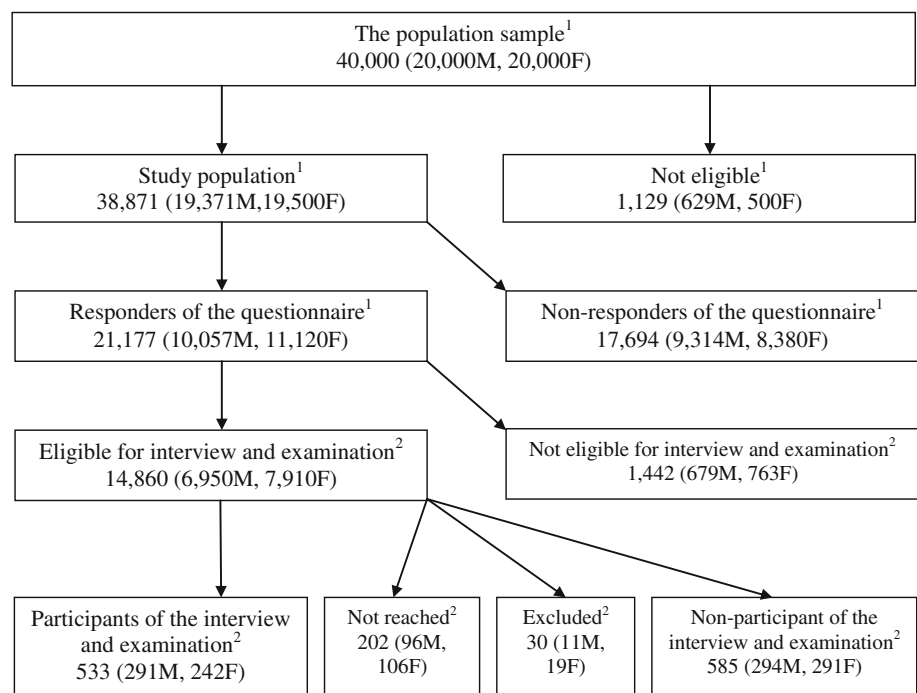 The population sample¹
40,000 (20,000M, 20,000F)
Study population¹
38,871 (19,371M,19,500F)
Not eligible¹
1,129 (629M, 500F)
Responders of the questionnaire¹
21,177 (10,057M, 11,120F)
Non-responders of the questionnaire¹
17,694 (9,314M, 8,380F)
Eligible for interview and examination²
14,860 (6,950M, 7,910F)
Not eligible for interview and examination²
1,442 (679M, 763F)
Participants of the interview
and examination²
533 (291M, 242F)
Not reached²
202 (96M,
106F)
Excluded²
30 (11M,
19F)
Non-participant of the
interview and examination²
585 (294M, 291F)